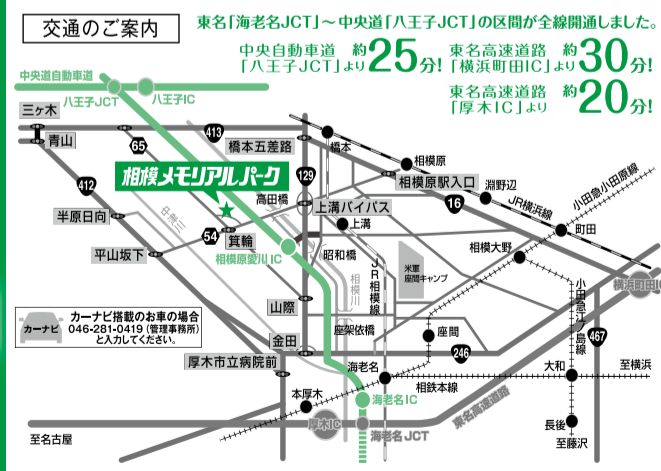 交通のご案内
東名「海老名JCT」～中央道「八王子JCT」の区間が全線開通しました。
中央自動車道「八王子JCT」より 約25分!
東名高速道路「横浜町田IC」より 約30分!
東名高速道路「厚木IC」より 約20分!
中央道自動車道
八王子JCT
八王子IC
三ヶ木
青山
65
413
橋本五差路
橋本
相模原
412
相模メモリアルパーク
129
高田橋
相模原駅入口
淵野辺
小田急小田原線
16
JR横浜線
町田
半原日向
中津川
54
箕輪
上溝バイパス
上溝
相模大野
平山坂下
相模原愛川IC
昭和橋
相模川
JR相模線
米軍
座間キャンプ
横浜町田IC
小田急江ノ島線
467
カーナビ
カーナビ搭載のお車の場合
046-281-0419（管理事務所）
と入力してください。
山際
座架依橋
座間
金田
246
厚木市立病院前
海老名
大和
至横浜
相鉄本線
本厚木
海老名IC
東名高速道路
厚木IC
海老名JCT
長後
至名古屋
至藤沢